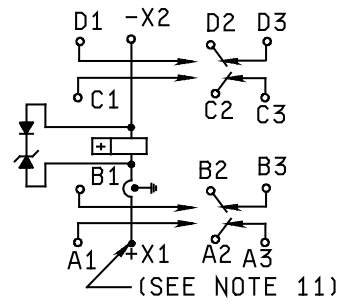 D1 -X2 D2 D3
C1 C2 C3
+
B1 B2 B3
A1 +X1 A2 A3
(SEE NOTE 11)